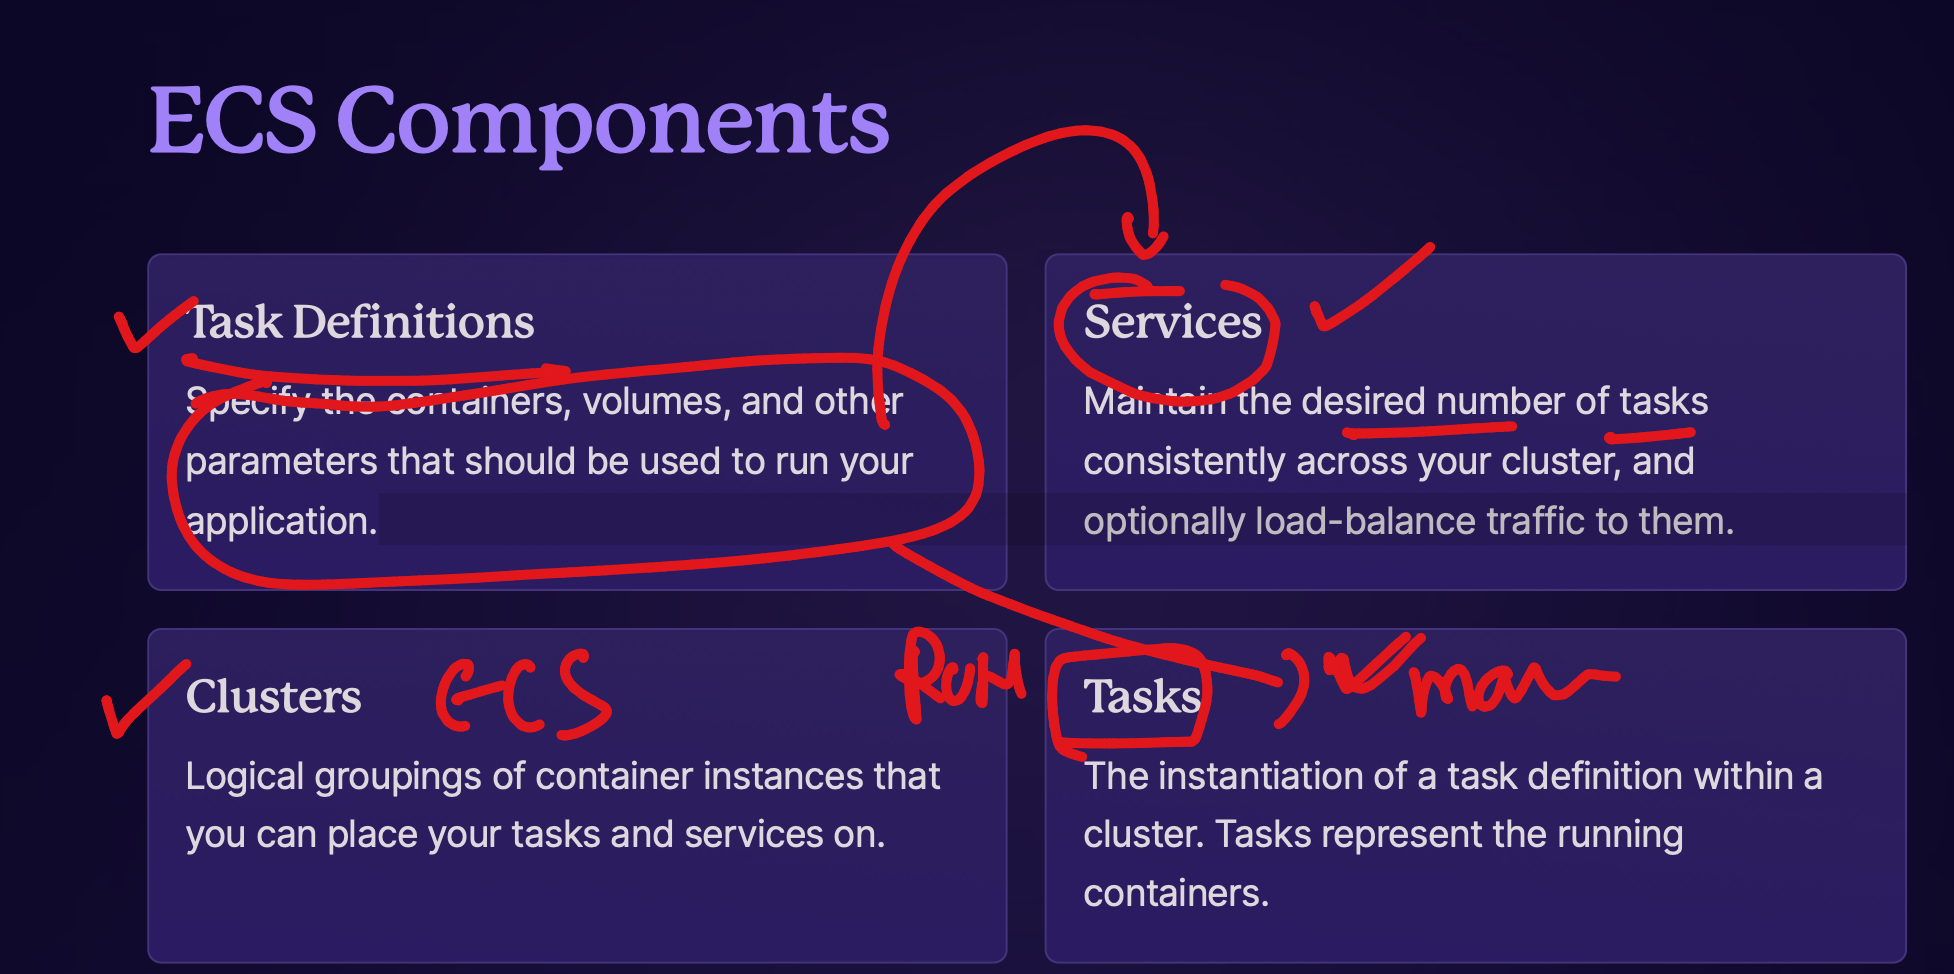 ECS Components
Task Definitions
Specify the containers, volumes, and other
parameters that should be used to run your
application.
Services
Maintain the desired number of tasks
consistently across your cluster, and
optionally load-balance traffic to them.
Clusters
ECS
Logical groupings of container instances that
you can place your tasks and services on.
Run
Tasks
The instantiation of a task definition within a
cluster. Tasks represent the running
containers.